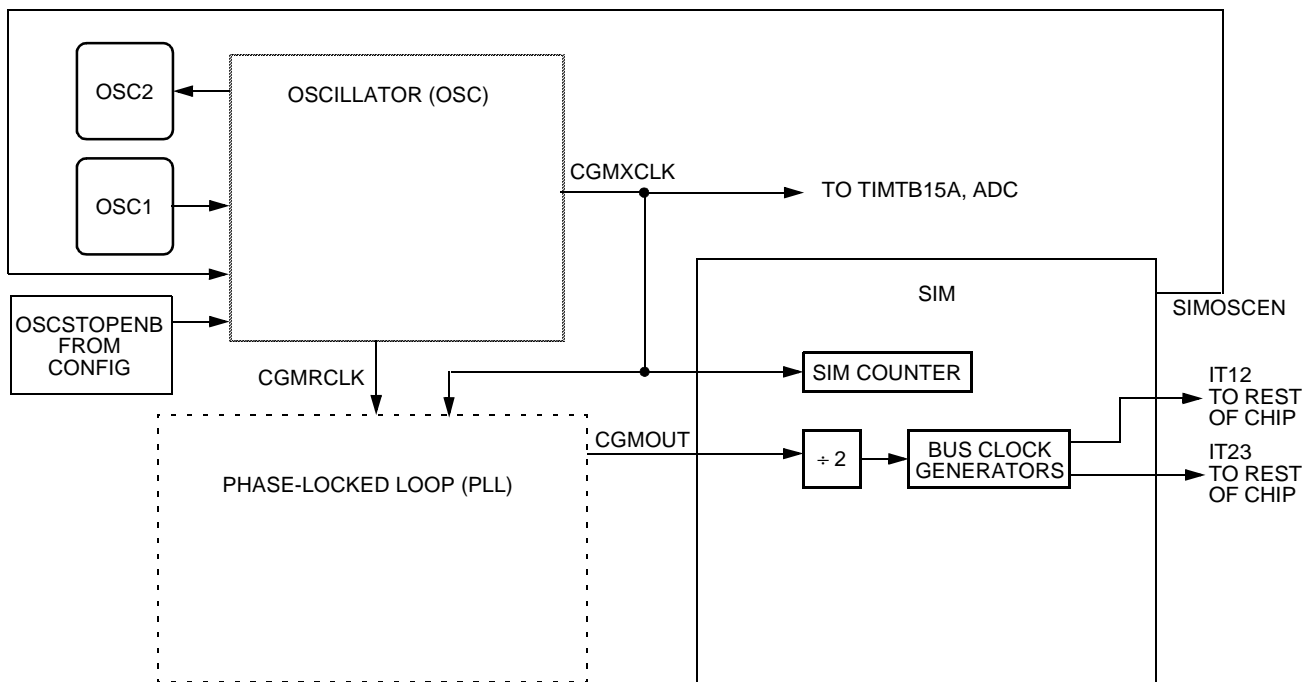 OSC2
OSCILLATOR (OSC)
CGMXCLK
OSC1
TO TIMTB15A, ADC
SIM
SIMOSCEN
OSCSTOPENB
FROM
CONFIG
CGMRCLK
SIM COUNTER
IT12
TO REST
OF CHIP
CGMOUT
÷ 2
BUS CLOCK
GENERATORS
IT23
TO REST
OF CHIP
PHASE-LOCKED LOOP (PLL)